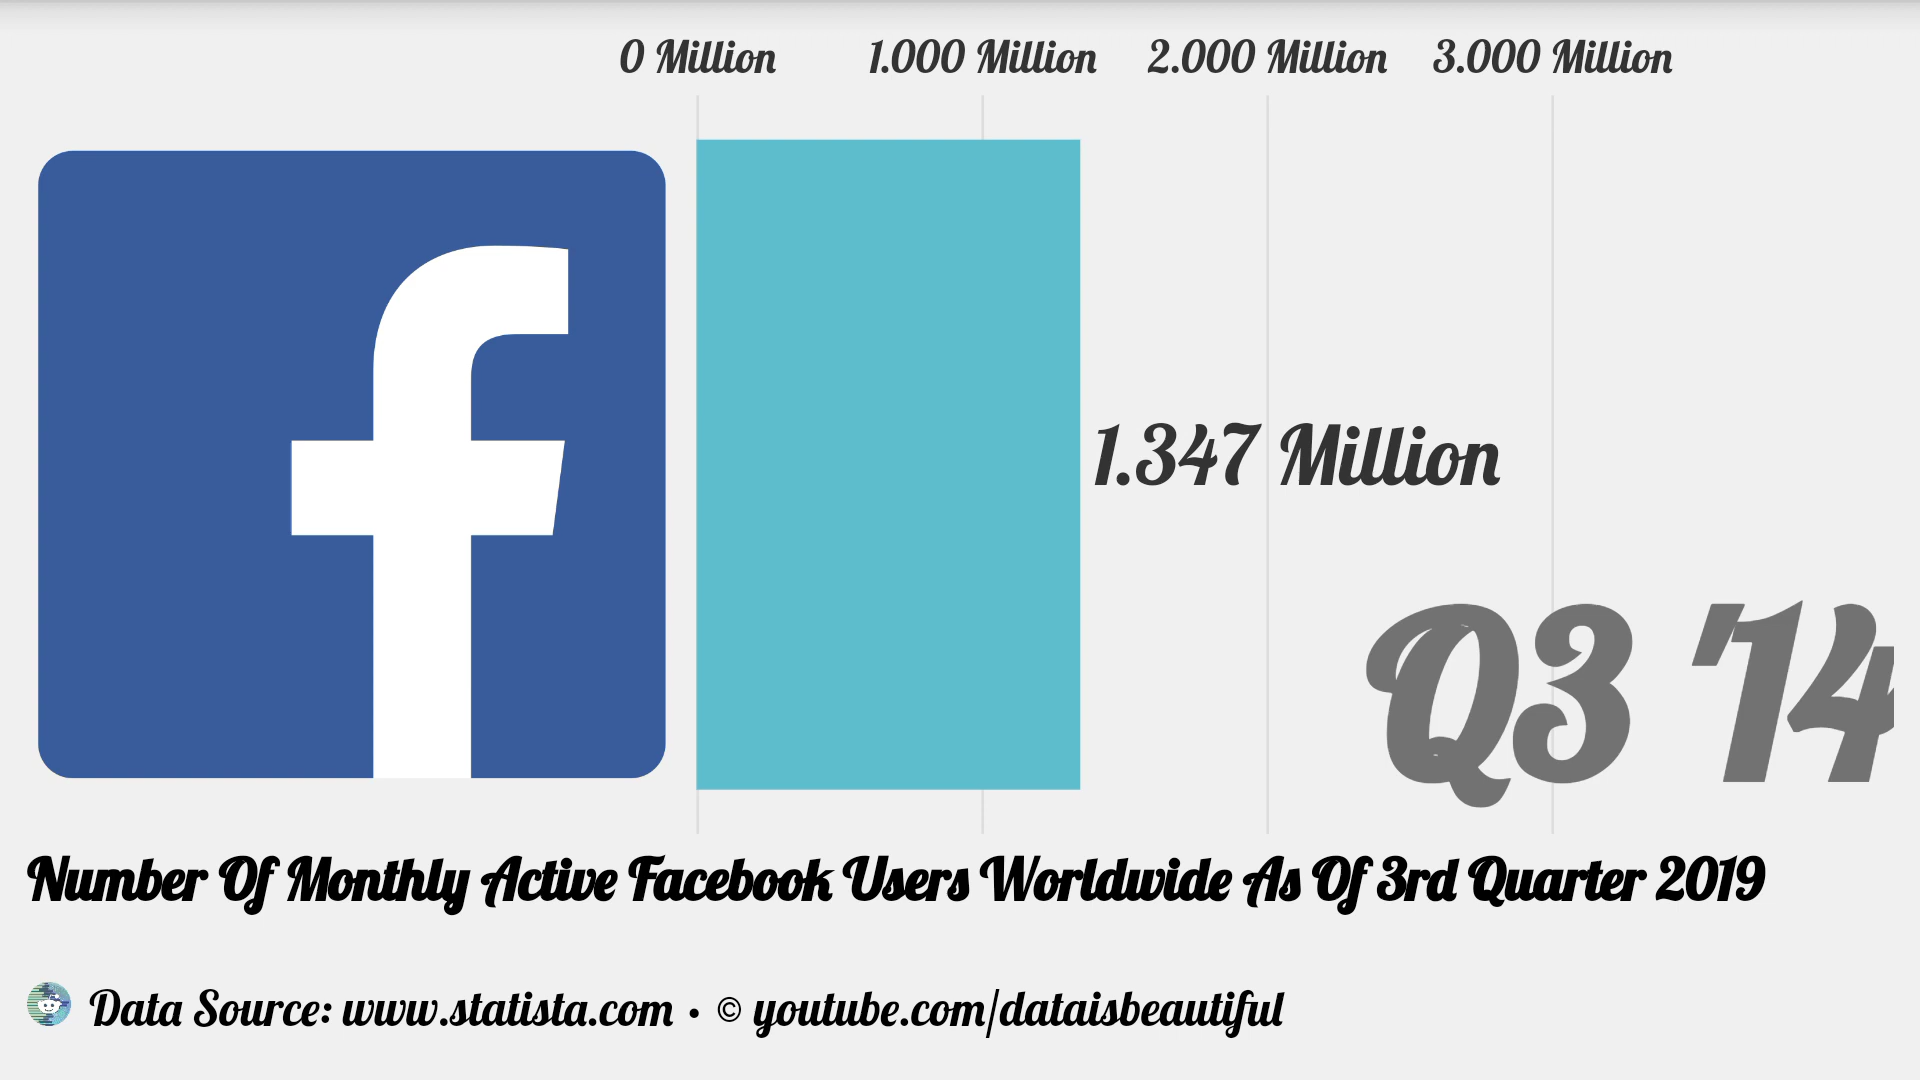 0 Million 1.000 Million 2.000 Million 3.000 Million
f
1.347 Million
Q3 '14
Number Of Monthly Active Facebook Users Worldwide As Of 3rd Quarter 2019
Data Source: www.statista.com • © youtube.com/dataisbeautiful